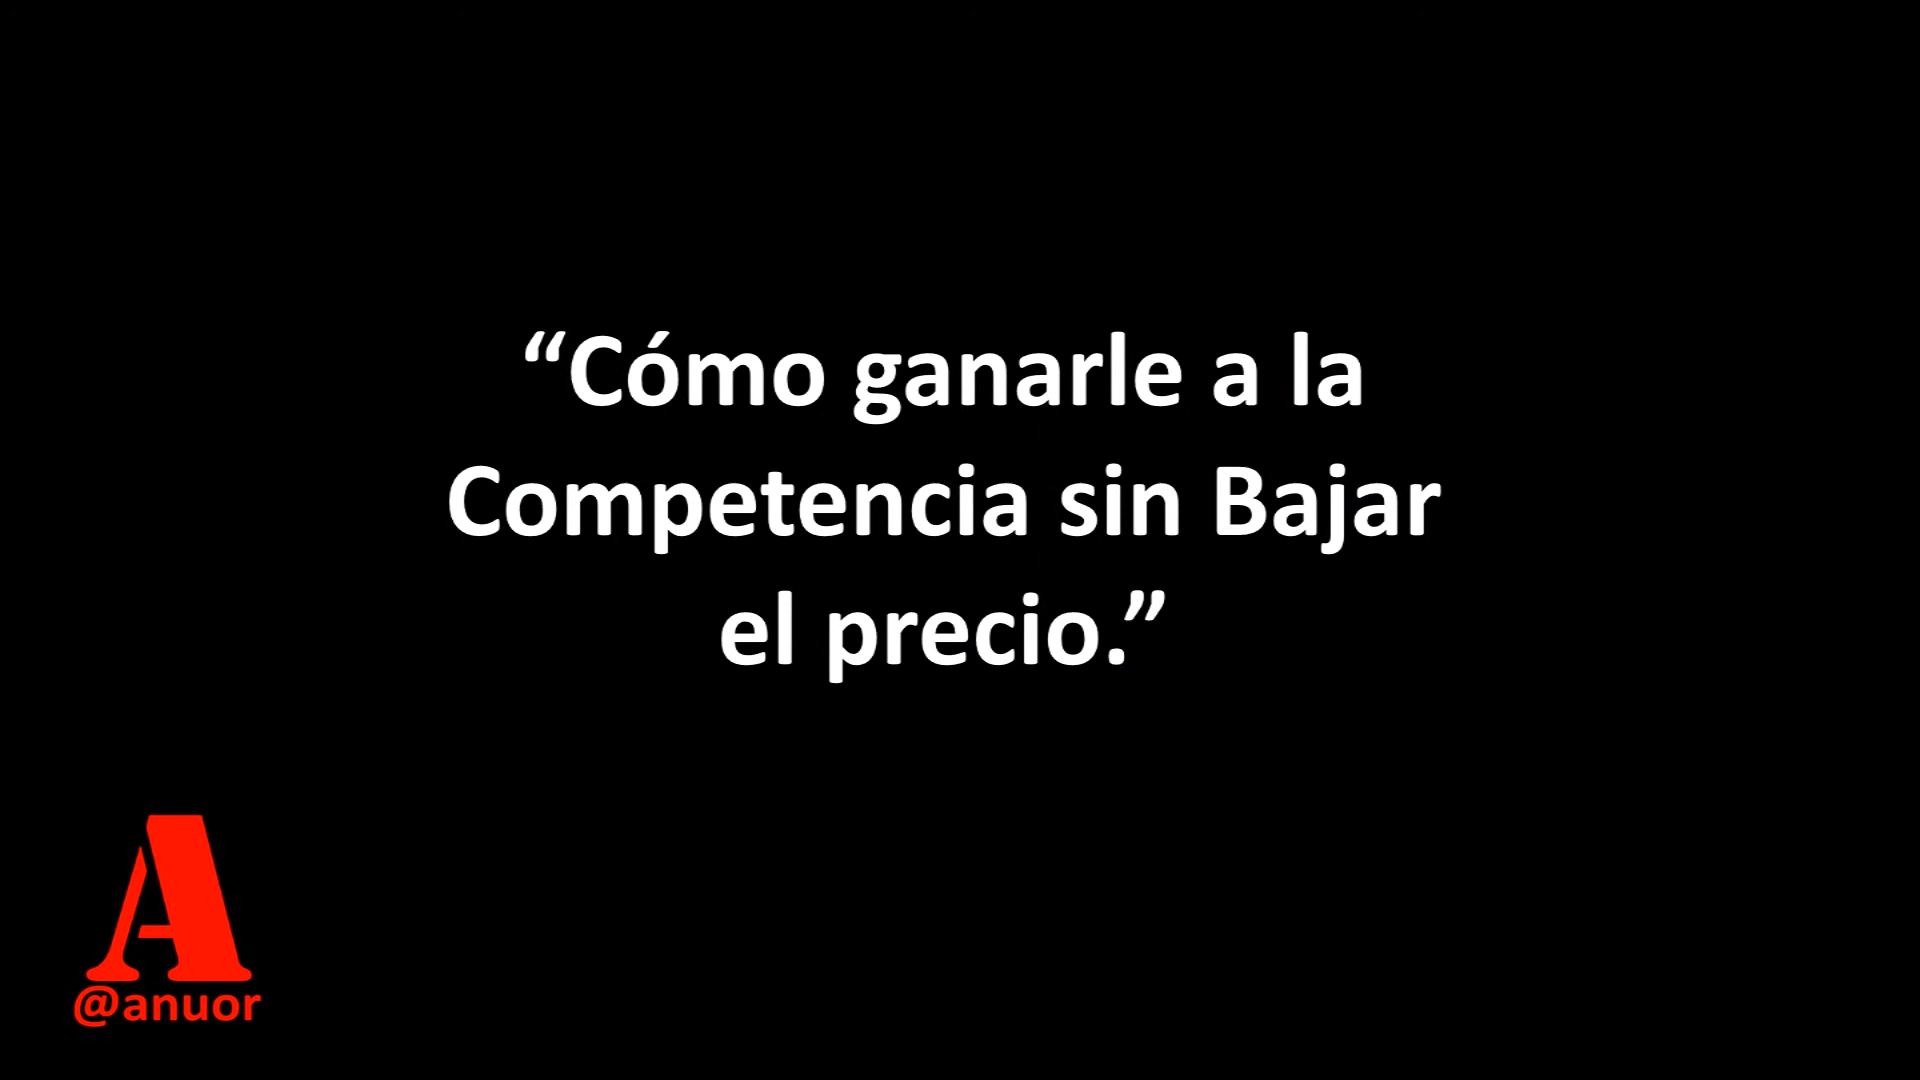 “Cómo ganarle a la
Competencia sin Bajar
el precio.”
A
@anuor